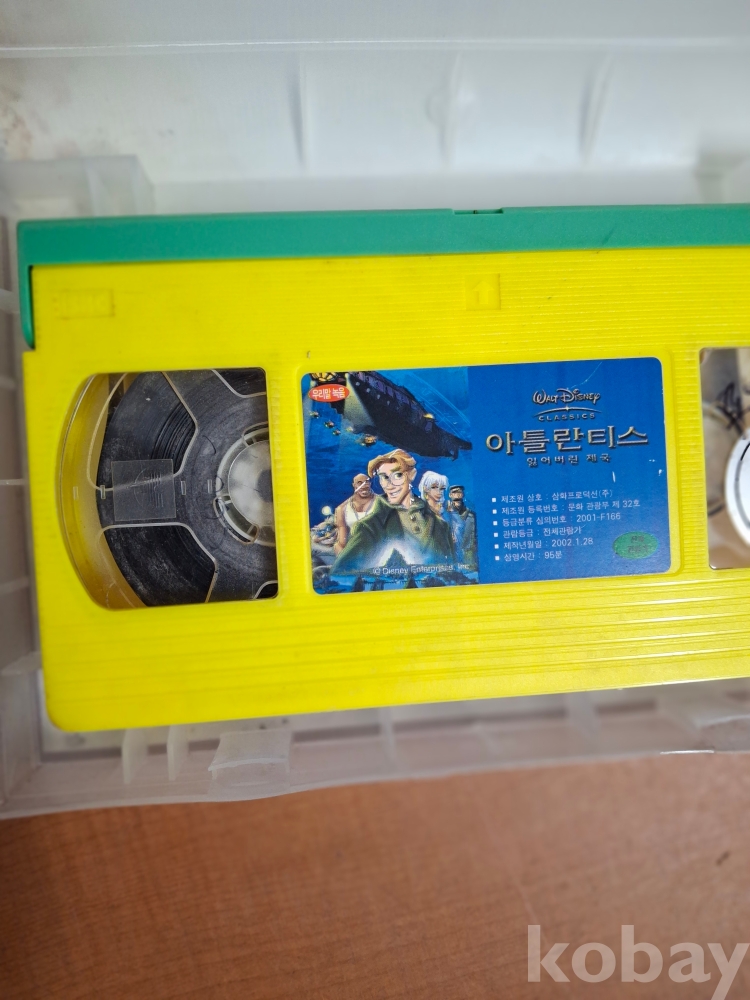 우리말 녹음
WALT DISNEY
CLASSICS
아틀란티스
잃어버린 제국
■ 제조원 상호 : 삼화프로덕션(주)
■ 제조원 등록번호 : 문화 관광부 제 32호
■ 등급분류 심의번호 : 2001-F166
■ 관람등급 : 전체관람가
■ 제작년월일 : 2002.1.28
■ 상영시간 : 95분
© Disney Enterprises, Inc.
kobay